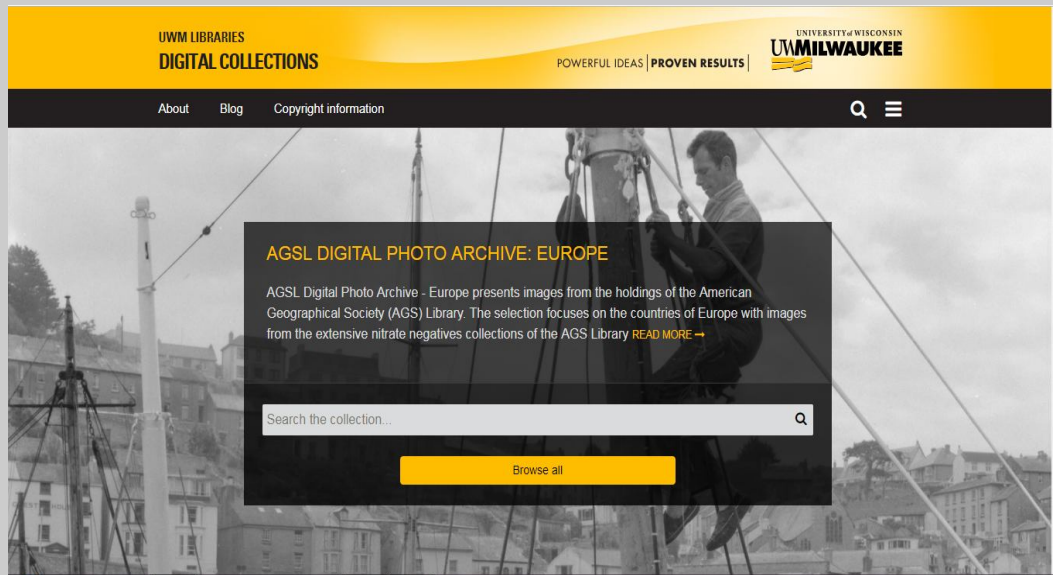 UWM LIBRARIES
DIGITAL COLLECTIONS
POWERFUL IDEAS | PROVEN RESULTS |
UNIVERSITY of WISCONSIN
UWMILWAUKEE
About Blog Copyright information
AGSL DIGITAL PHOTO ARCHIVE: EUROPE
AGSL Digital Photo Archive - Europe presents images from the holdings of the American
Geographical Society (AGS) Library. The selection focuses on the countries of Europe with images
from the extensive nitrate negatives collections of the AGS Library READ MORE →
Search the collection...
Browse all